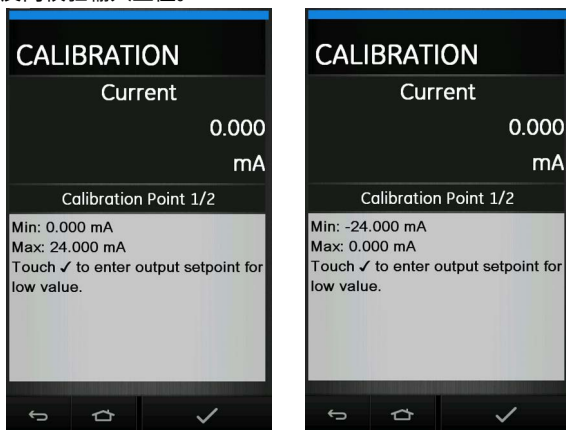 CALIBRATION
Current
0.000
mA
Calibration Point 1/2
Min: 0.000 mA
Max: 24.000 mA
Touch ✓ to enter output setpoint for
low value.
CALIBRATION
Current
0.000
mA
Calibration Point 1/2
Min: -24.000 mA
Max: 0.000 mA
Touch ✓ to enter output setpoint for
low value.